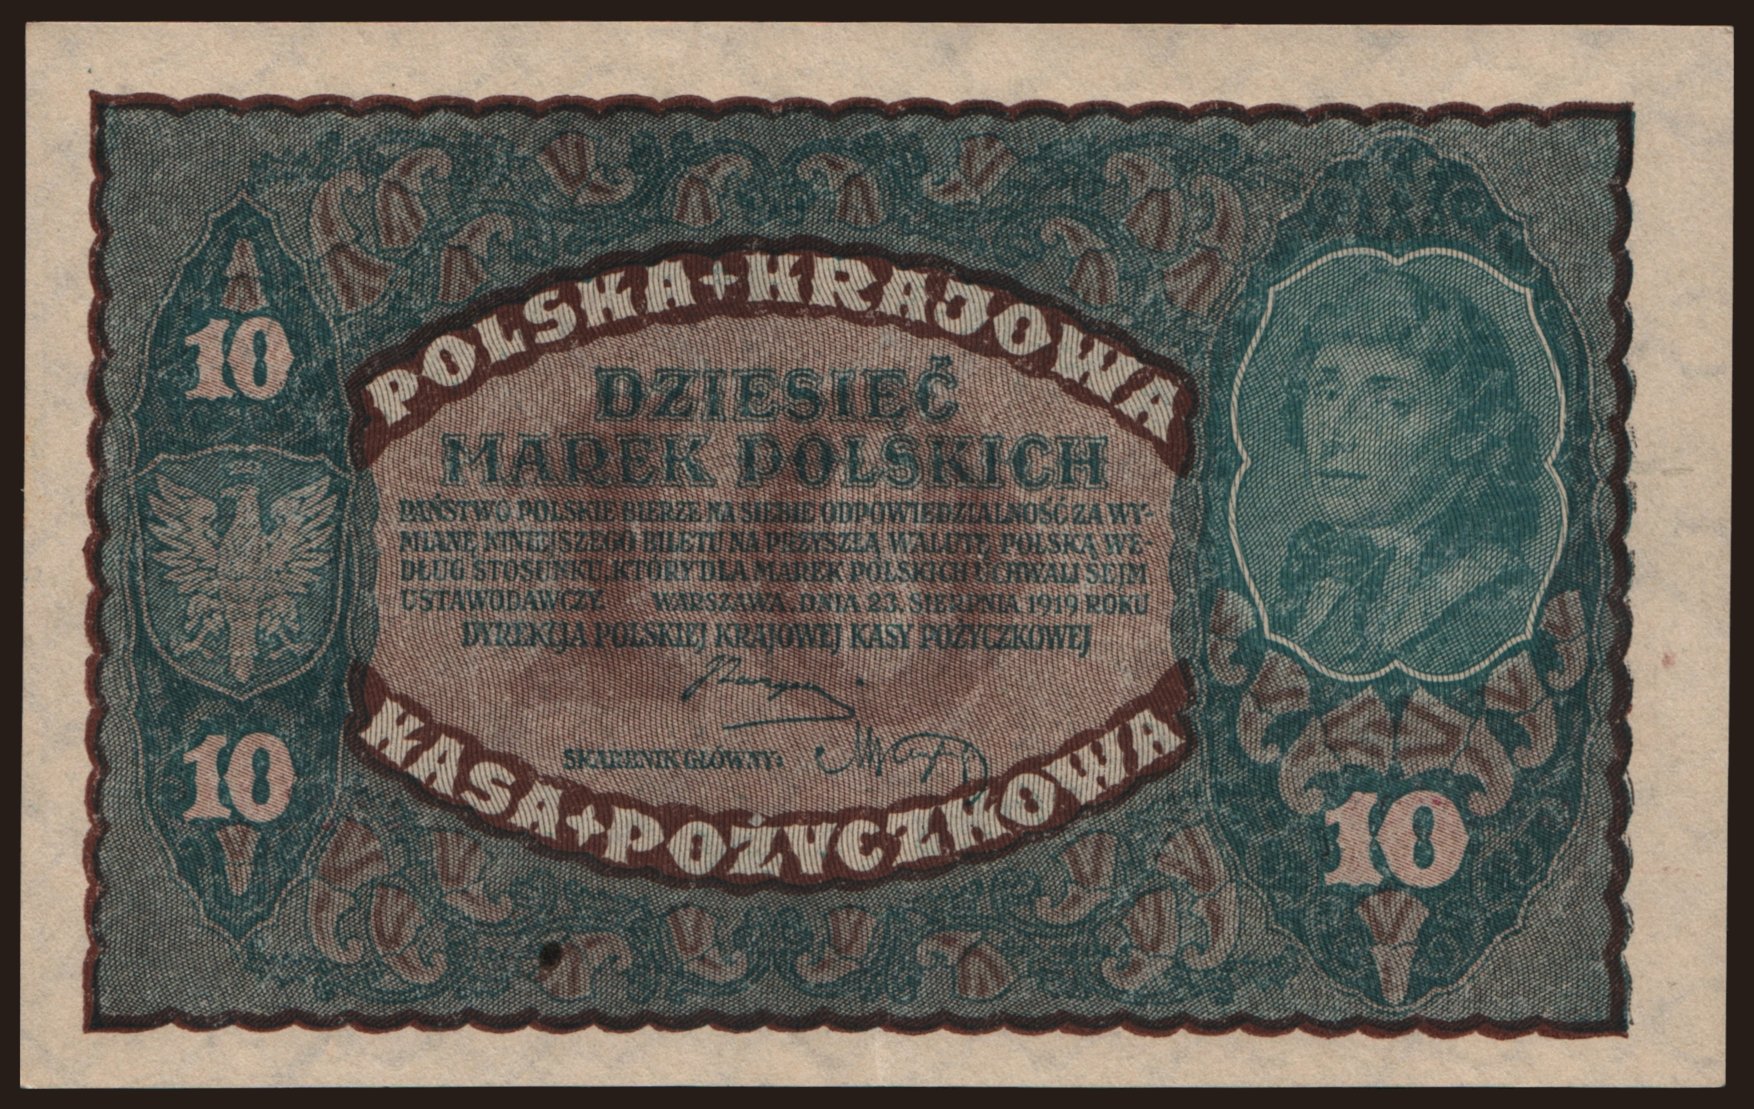 POLSKA + KRAJOWA
10
DZIESIĘĆ
MAREK POLSKICH
PAŃSTWO POLSKIE BIERZE NA SIEBIE ODPOWIEDZIALNOŚĆ ZA WY-
MIANĘ NINIEJSZEGO BILETU NA PRZYSZŁĄ WALUTĘ POLSKĄ WE-
DŁUG STOSUNKU, KTÓRY DLA MAREK POLSKICH UCHWALI SEJM
USTAWODAWCZY. WARSZAWA, DNIA 23. SIERPNIA 1919 ROKU
DYREKCJA POLSKIEJ KRAJOWEJ KASY POŻYCZKOWEJ
SKARBNIK GŁÓWNY:
10
KASA + POŻYCZKOWA
10